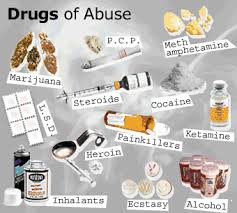 Drugs of Abuse
P.C.P.
Meth
amphetamine
Marijuana
Steroids
Cocaine
L.S.D
Ketamine
Painkillers
Heroin
Inhalants
Ecstasy
Alcohol